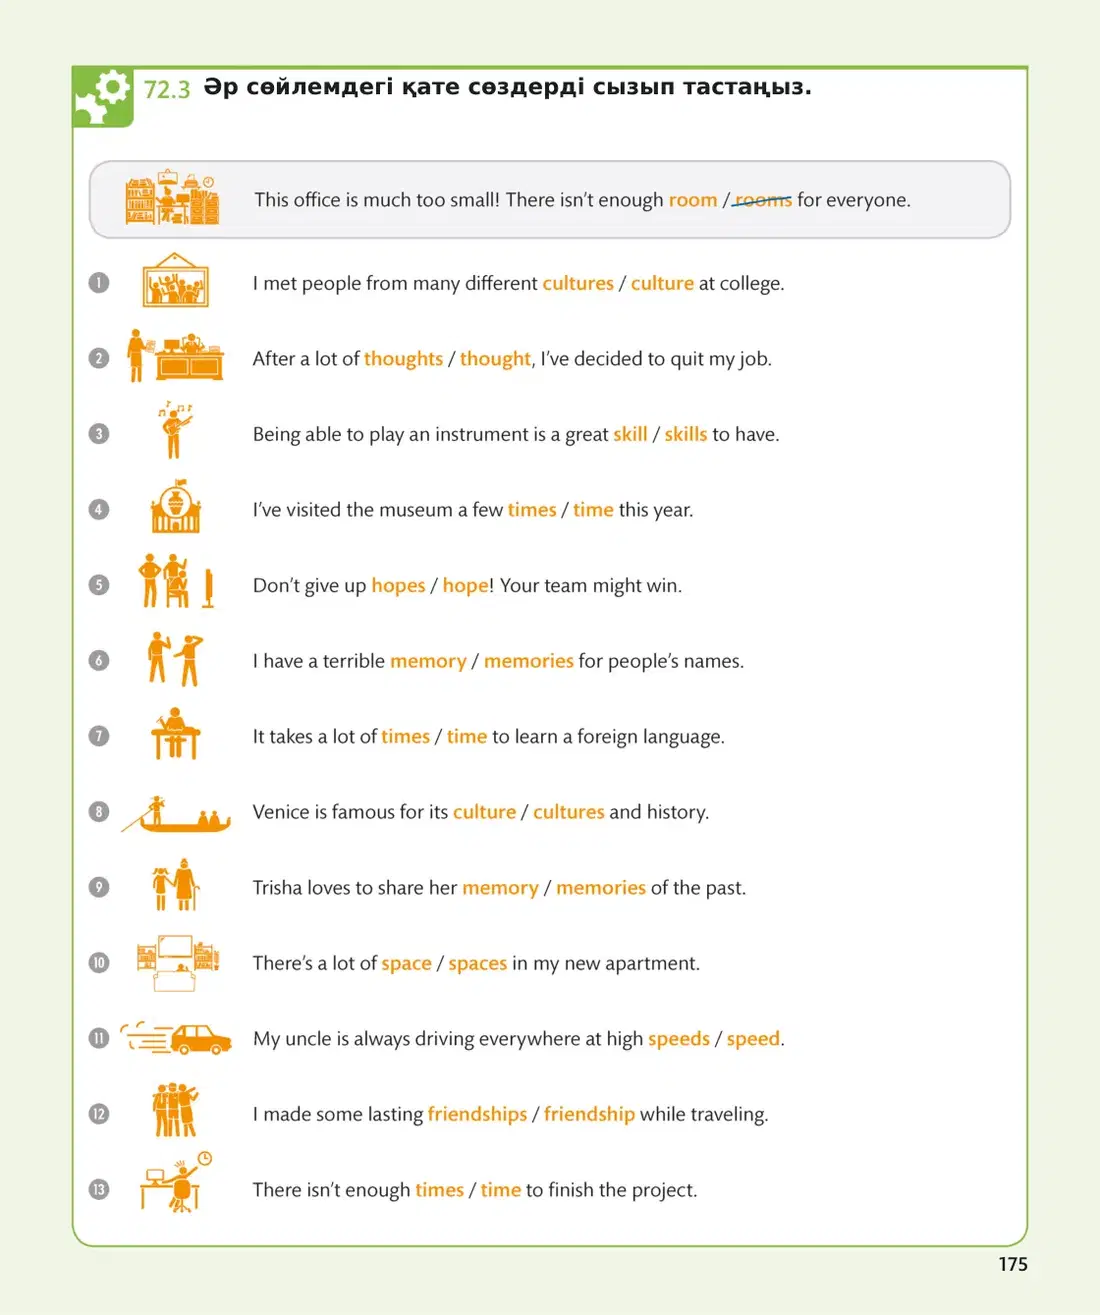 72.3 Әр сөйлемдегі қате сөздерді сызып тастаңыз.
This office is much too small! There isn't enough room / rooms for everyone.
1 I met people from many different cultures / culture at college.
2 After a lot of thoughts / thought, I've decided to quit my job.
3 Being able to play an instrument is a great skill / skills to have.
4 I've visited the museum a few times / time this year.
5 Don't give up hopes / hope! Your team might win.
6 I have a terrible memory / memories for people's names.
7 It takes a lot of times / time to learn a foreign language.
8 Venice is famous for its culture / cultures and history.
9 Trisha loves to share her memory / memories of the past.
10 There's a lot of space / spaces in my new apartment.
11 My uncle is always driving everywhere at high speeds / speed.
12 I made some lasting friendships / friendship while traveling.
13 There isn't enough times / time to finish the project.
175